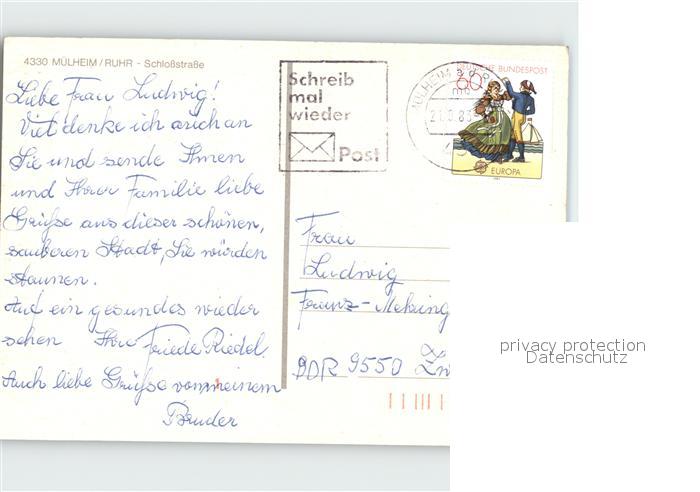 4330 MÜLHEIM/RUHR - Schloßstraße
Liebe Frau Ludwig!
Viel denke ich auch an
Sie und sende Ihnen
und Ihrer Familie liebe
Grüße aus dieser schönen,
sauberen Stadt, Sie würden
staunen.
Auf ein gesundes wieder
sehen Ihre Friede Riedel
Auch liebe Grüße von meinem
Bruder
Schreib
mal
wieder
Post
MÜLHEIM
60
DEUTSCHE BUNDESPOST
EUROPA
Frau
Ludwig
Franz-Mehring
DDR 9550 Zw
privacy protection
Datenschutz